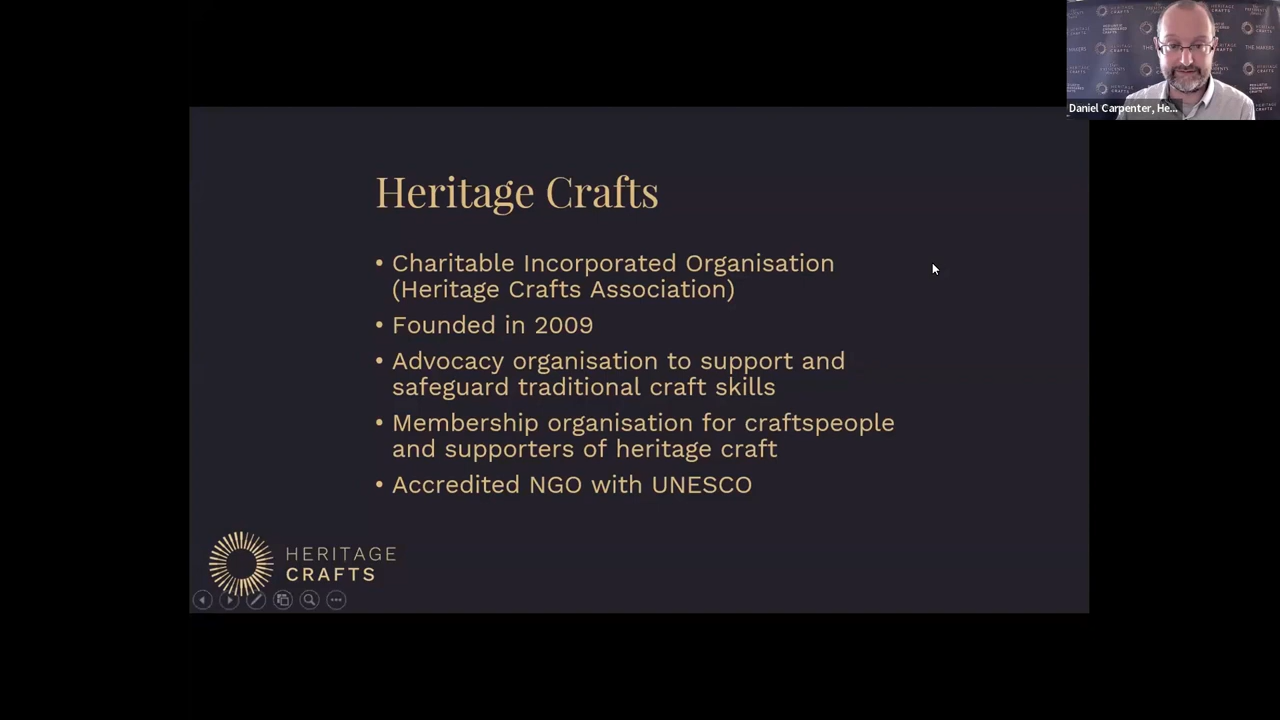 Heritage Crafts
• Charitable Incorporated Organisation
(Heritage Crafts Association)
• Founded in 2009
• Advocacy organisation to support and
safeguard traditional craft skills
• Membership organisation for craftspeople
and supporters of heritage craft
• Accredited NGO with UNESCO
HERITAGE
CRAFTS
Daniel Carpenter, He...